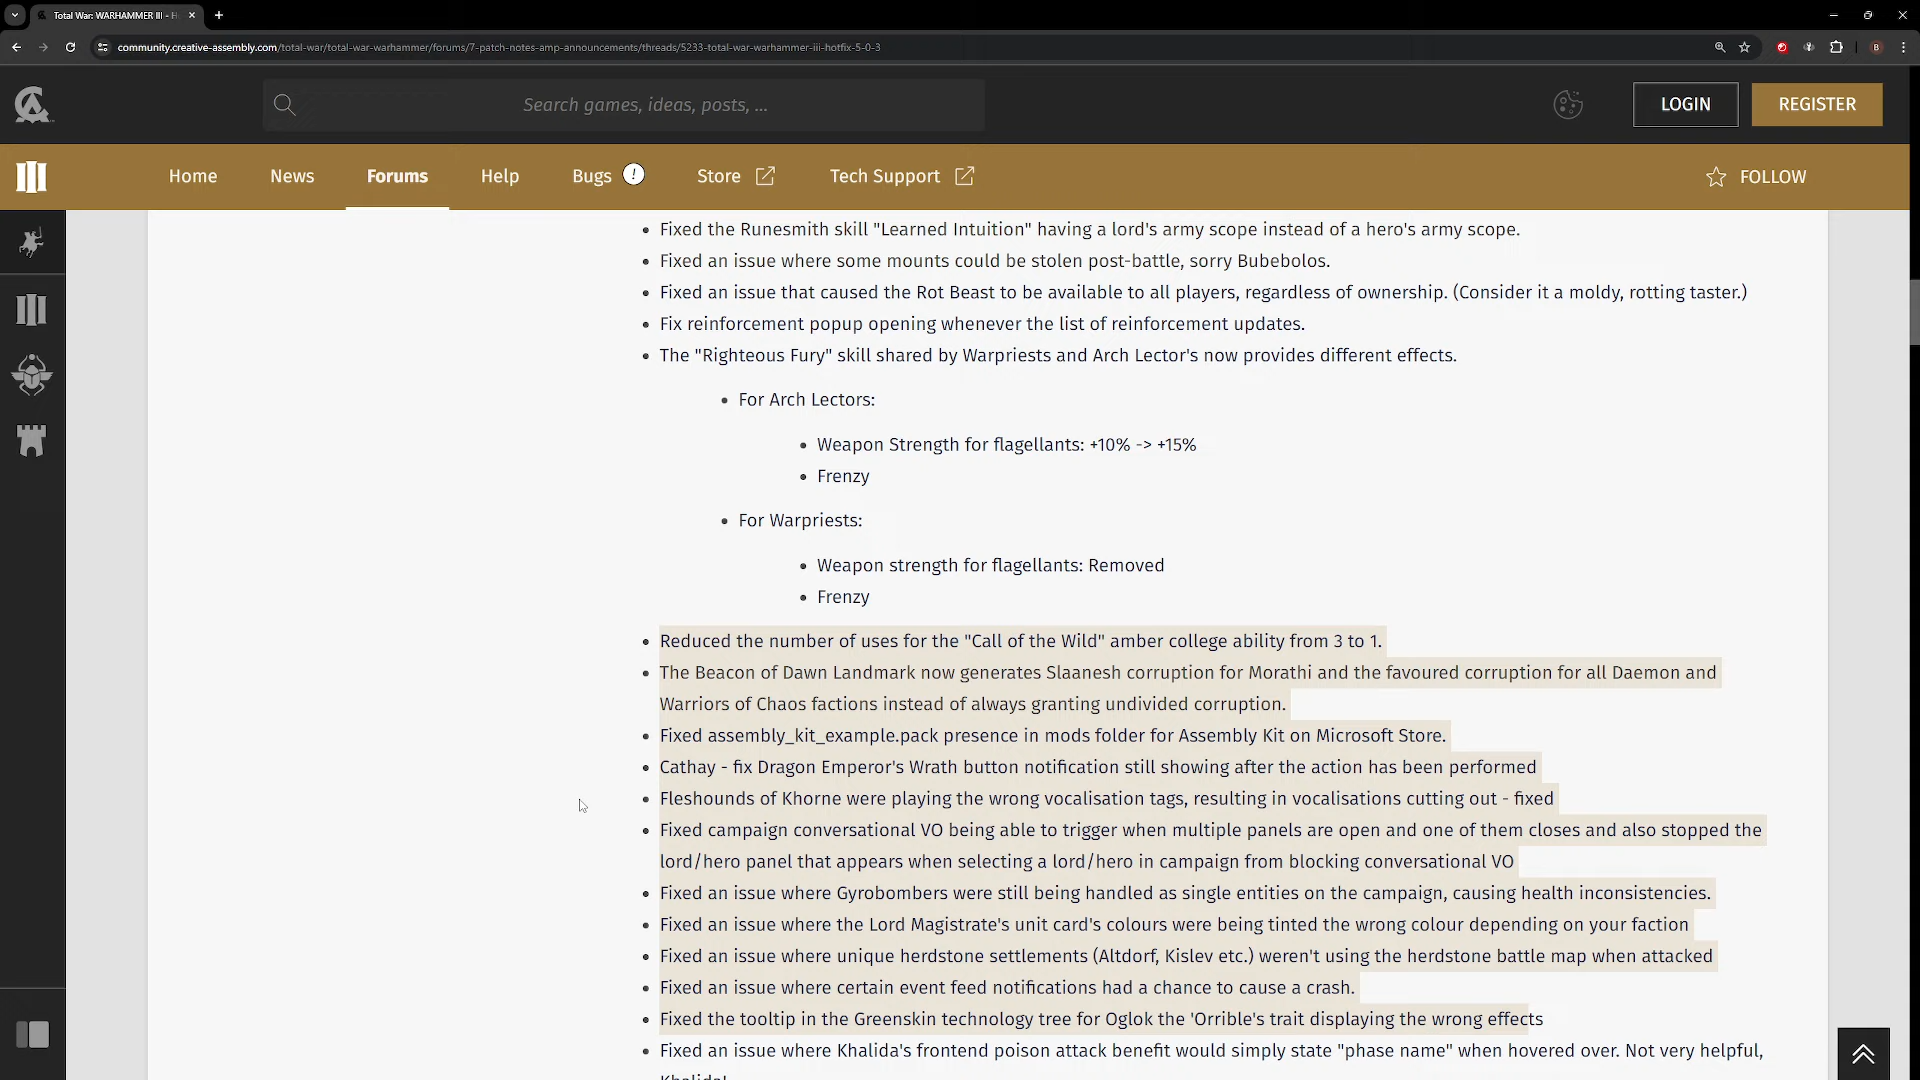 Total War: WARHAMMER III - H
community.creative-assembly.com/total-war/total-war-warhammer/forums/7-patch-notes-amp-announcements/threads/5233-total-war-warhammer-iii-hotfix-5-0-3
B
Search games, ideas, posts, ...
LOGIN
REGISTER
Home
News
Forums
Help
Bugs
!
Store
Tech Support
FOLLOW
Fixed the Runesmith skill "Learned Intuition" having a lord's army scope instead of a hero's army scope.
Fixed an issue where some mounts could be stolen post-battle, sorry Bubebolos.
Fixed an issue that caused the Rot Beast to be available to all players, regardless of ownership. (Consider it a moldy, rotting taster.)
Fix reinforcement popup opening whenever the list of reinforcement updates.
The "Righteous Fury" skill shared by Warpriests and Arch Lector's now provides different effects.
For Arch Lectors:
Weapon Strength for flagellants: +10% -> +15%
Frenzy
For Warpriests:
Weapon strength for flagellants: Removed
Frenzy
Reduced the number of uses for the "Call of the Wild" amber college ability from 3 to 1.
The Beacon of Dawn Landmark now generates Slaanesh corruption for Morathi and the favoured corruption for all Daemon and
Warriors of Chaos factions instead of always granting undivided corruption.
Fixed assembly_kit_example.pack presence in mods folder for Assembly Kit on Microsoft Store.
Cathay - fix Dragon Emperor's Wrath button notification still showing after the action has been performed
Fleshounds of Khorne were playing the wrong vocalisation tags, resulting in vocalisations cutting out - fixed
Fixed campaign conversational VO being able to trigger when multiple panels are open and one of them closes and also stopped the
lord/hero panel that appears when selecting a lord/hero in campaign from blocking conversational VO
Fixed an issue where Gyrobombers were still being handled as single entities on the campaign, causing health inconsistencies.
Fixed an issue where the Lord Magistrate's unit card's colours were being tinted the wrong colour depending on your faction
Fixed an issue where unique herdstone settlements (Altdorf, Kislev etc.) weren't using the herdstone battle map when attacked
Fixed an issue where certain event feed notifications had a chance to cause a crash.
Fixed the tooltip in the Greenskin technology tree for Oglok the 'Orrible's trait displaying the wrong effects
Fixed an issue where Khalida's frontend poison attack benefit would simply state "phase name" when hovered over. Not very helpful,
Khalida!